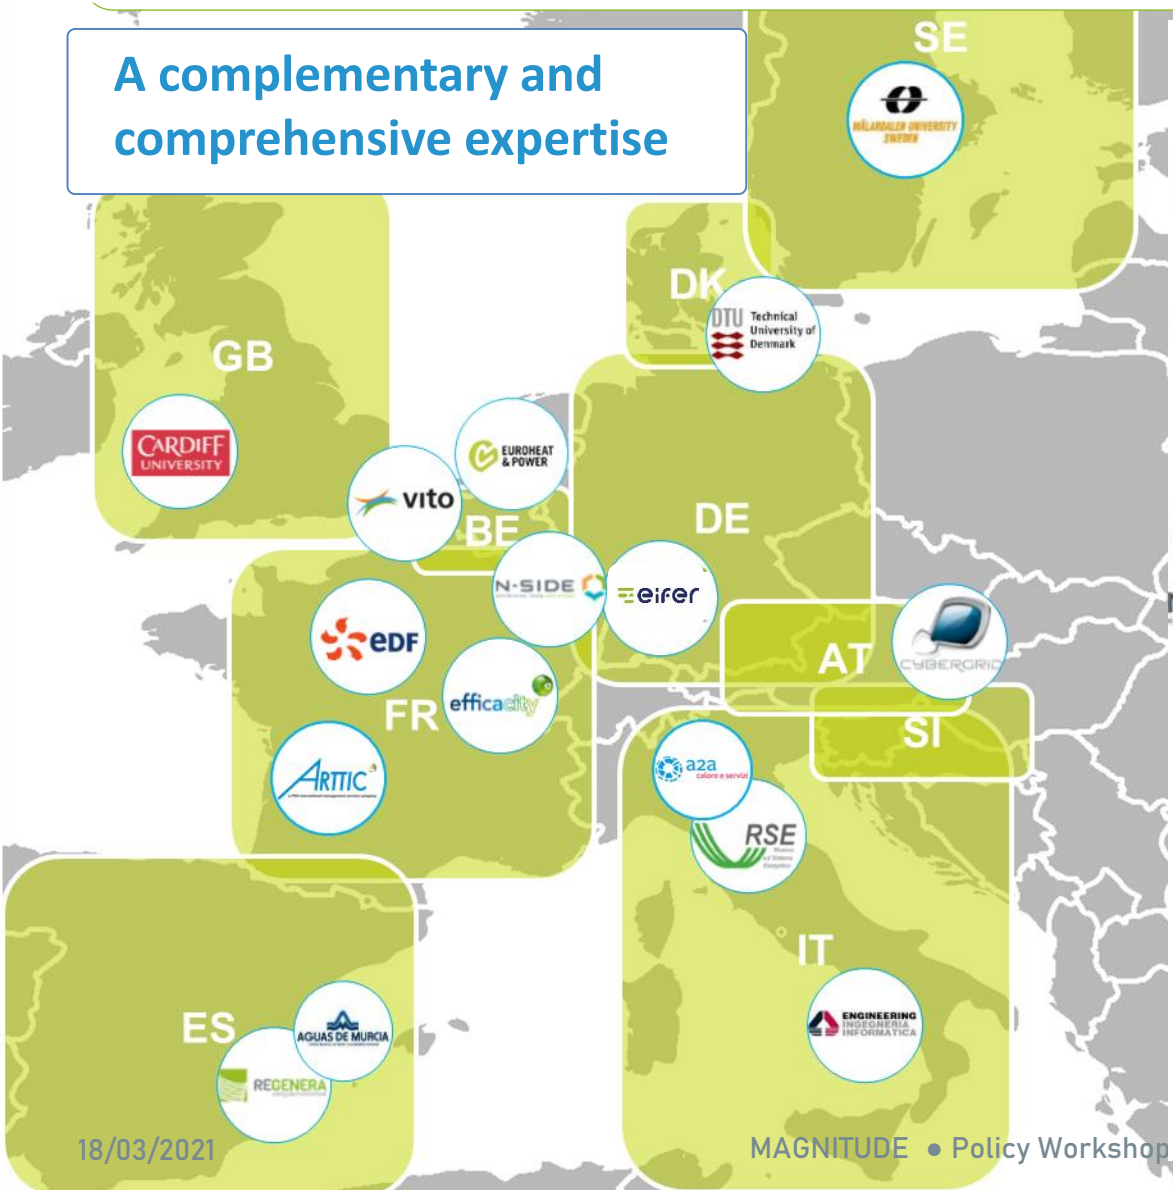 A complementary and
comprehensive expertise
SE
MÄLARDALEN UNIVERSITY
SWEDEN
DK
DTU
Technical
University of
Denmark
GB
CARDIFF
UNIVERSITY
EUROHEAT
& POWER
vito
BE
DE
N-SIDE
eifer
EDF
AT
CYBERGRID
efficacity
FR
SI
ARTTIC
a2a
calore e servizi
RSE
IT
ES
AGUAS DE MURCIA
ENGINEERING
INGEGNERIA
INFORMATICA
REGENERA
18/03/2021
MAGNITUDE ● Policy Workshop